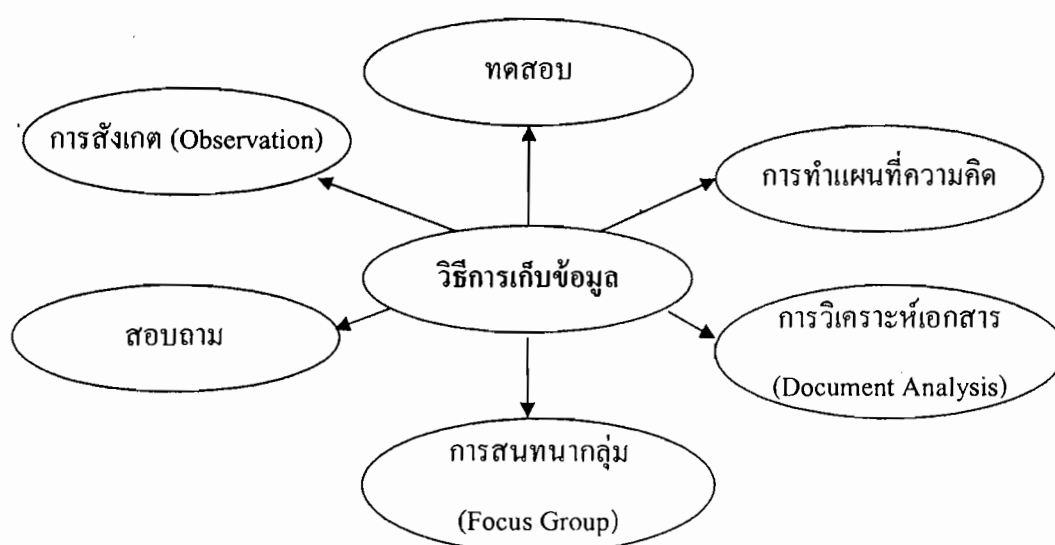 ทดสอบ
การสังเกต (Observation)
การทำแผนที่ความคิด
วิธีการเก็บข้อมูล
สอบถาม
การวิเคราะห์เอกสาร
(Document Analysis)
การสนทนากลุ่ม
(Focus Group)